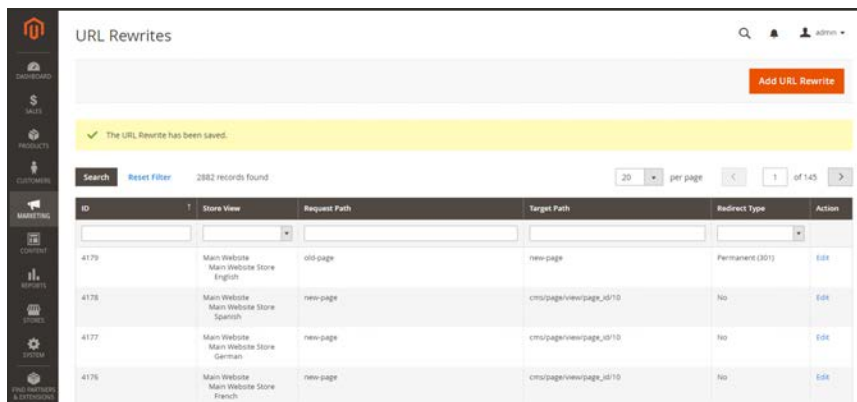 URL Rewrites
admin
Add URL Rewrite
DASHBOARD
SALES
PRODUCTS
CUSTOMERS
MARKETING
CONTENT
REPORTS
STORES
SYSTEM
FIND PARTNERS
& EXTENSIONS
The URL Rewrite has been saved.
Search Reset Filter 2882 records found 20 per page 1 of 145
ID Store View Request Path Target Path Redirect Type Action
4179 Main Website old-page new-page Permanent (301) Edit
Main Website Store
English
4178 Main Website new-page cms/page/view/page_id/10 No Edit
Main Website Store
Spanish
4177 Main Website new-page cms/page/view/page_id/10 No Edit
Main Website Store
German
4176 Main Website new-page cms/page/view/page_id/10 No Edit
Main Website Store
French